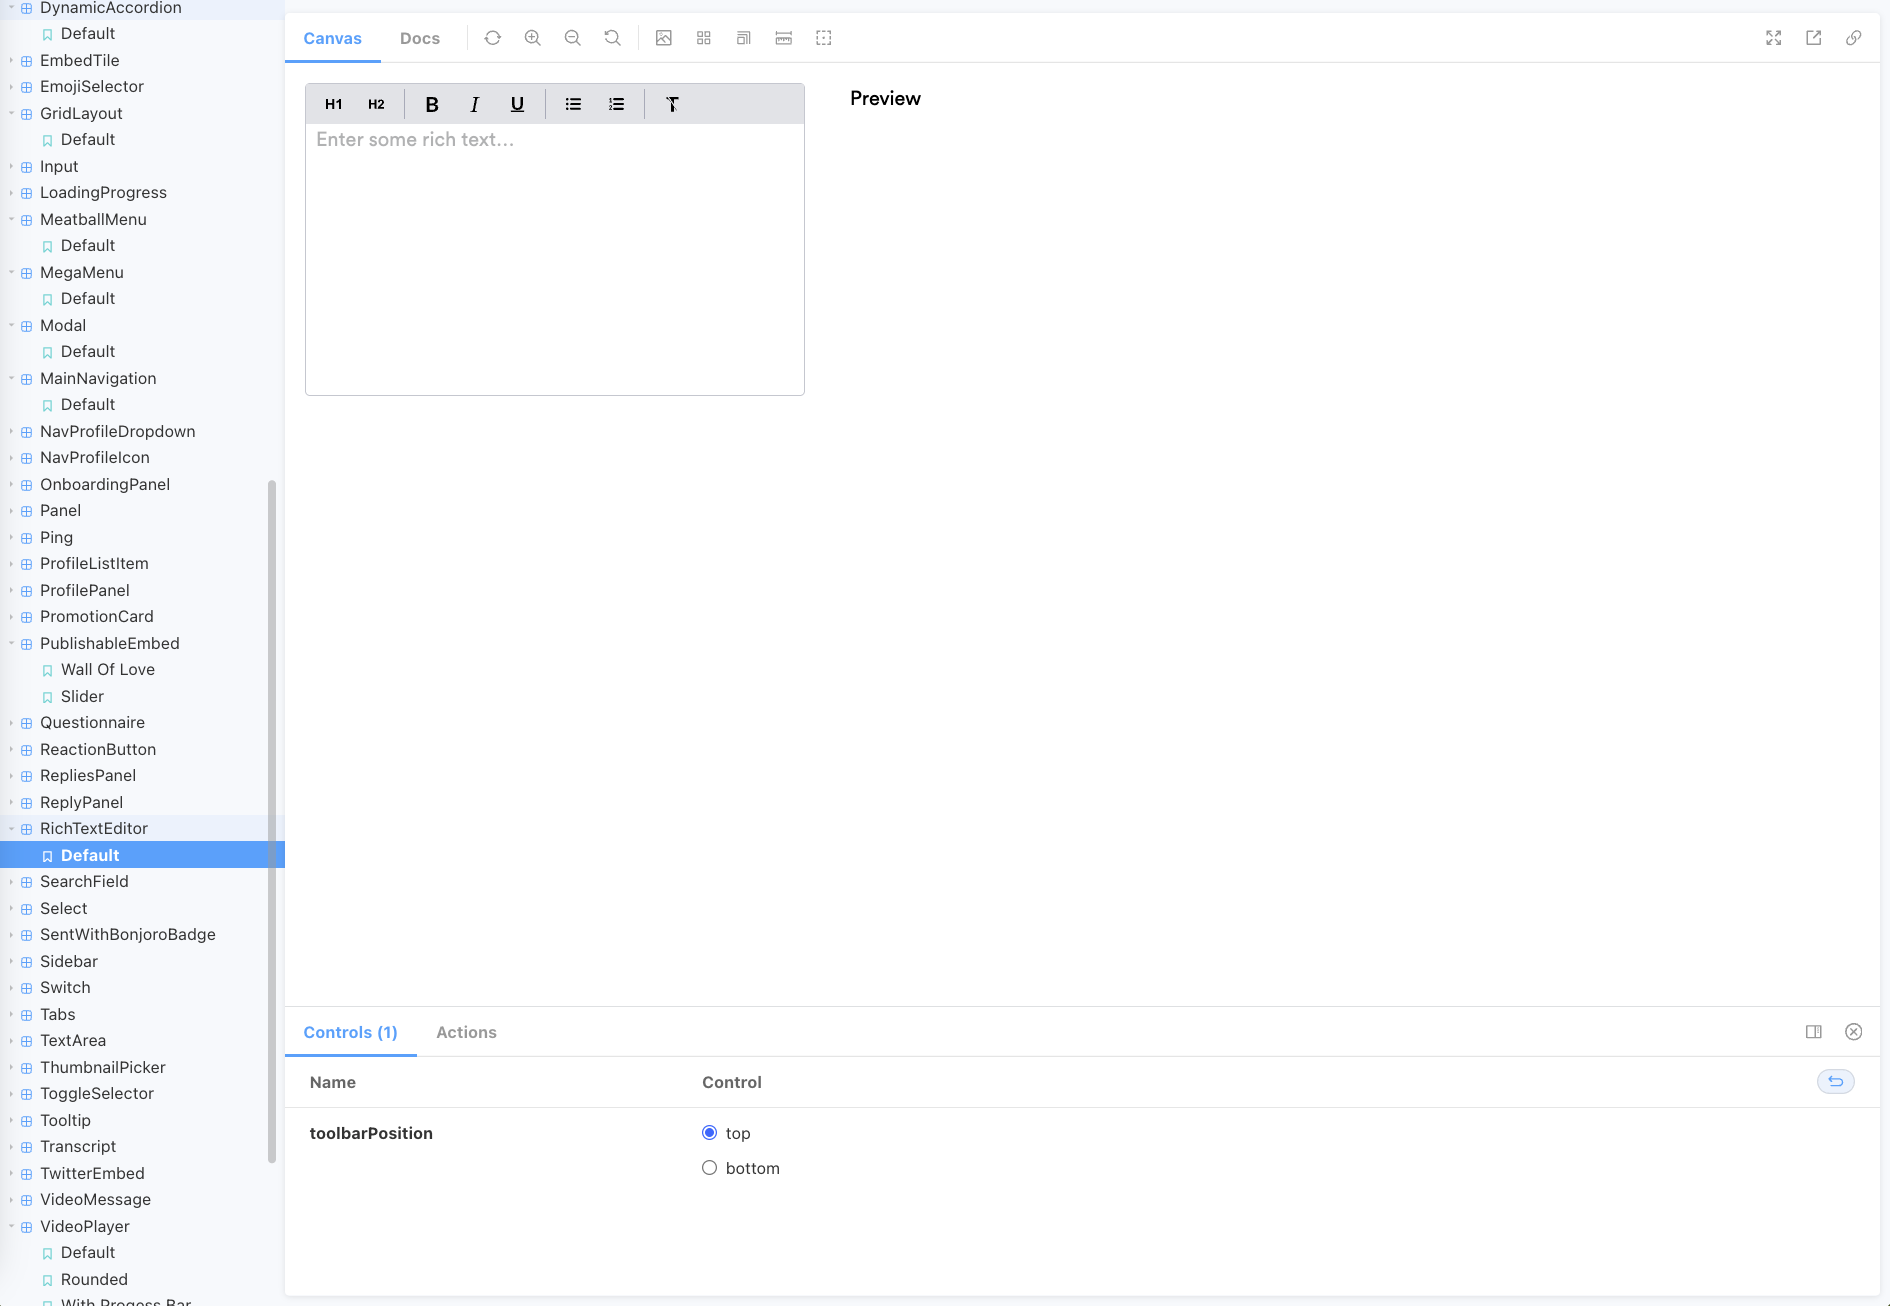 DynamicAccordion
Default
EmbedTile
EmojiSelector
GridLayout
Default
Input
LoadingProgress
MeatballMenu
Default
MegaMenu
Default
Modal
Default
MainNavigation
Default
NavProfileDropdown
NavProfileIcon
OnboardingPanel
Panel
Ping
ProfileListItem
ProfilePanel
PromotionCard
PublishableEmbed
Wall Of Love
Slider
Questionnaire
ReactionButton
RepliesPanel
ReplyPanel
RichTextEditor
Default
SearchField
Select
SentWithBonjoroBadge
Sidebar
Switch
Tabs
TextArea
ThumbnailPicker
ToggleSelector
Tooltip
Transcript
TwitterEmbed
VideoMessage
VideoPlayer
Default
Rounded
With Progess Bar
Canvas Docs
H1 H2 B I U
Enter some rich text...
Preview
Controls (1) Actions
Name Control
toolbarPosition top
bottom